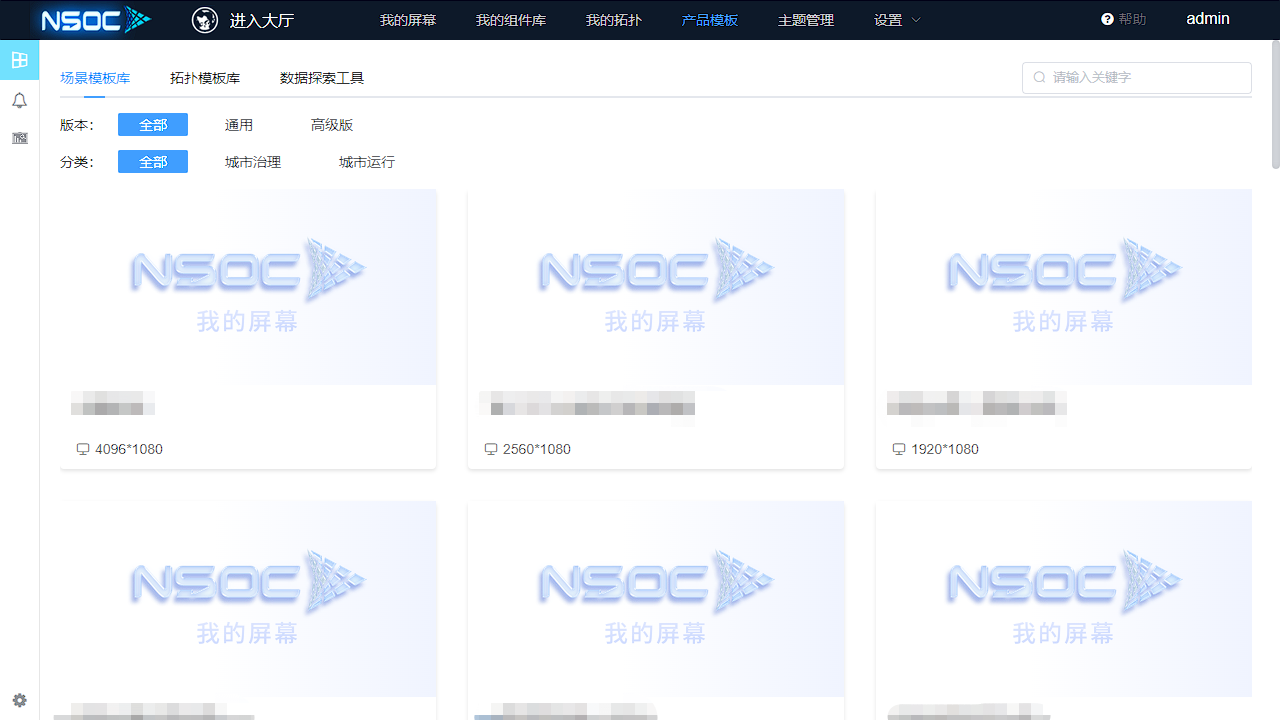 NSOC 进入大厅 我的屏幕 我的组件库 我的拓扑 产品模板 主题管理 设置 帮助 admin
场景模板库 拓扑模板库 数据探索工具 请输入关键字
版本： 全部 通用 高级版
分类： 全部 城市治理 城市运行
NSOC NSOC NSOC
我的屏幕 我的屏幕 我的屏幕
4096*1080 2560*1080 1920*1080
NSOC NSOC NSOC
我的屏幕 我的屏幕 我的屏幕